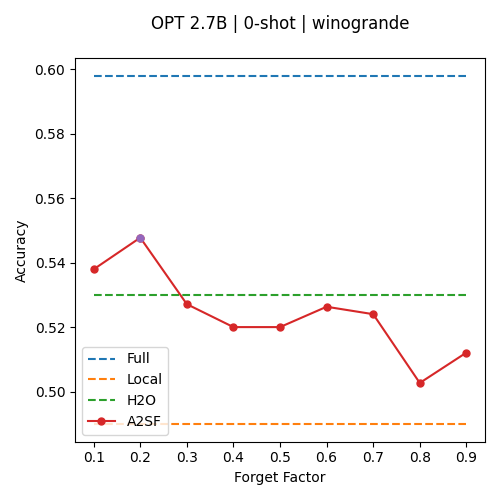 OPT 2.7B | 0-shot | winogrande
Accuracy
0.60
0.58
0.56
0.54
0.52
0.50
Full
Local
H2O
A2SF
0.1 0.2 0.3 0.4 0.5 0.6 0.7 0.8 0.9
Forget Factor